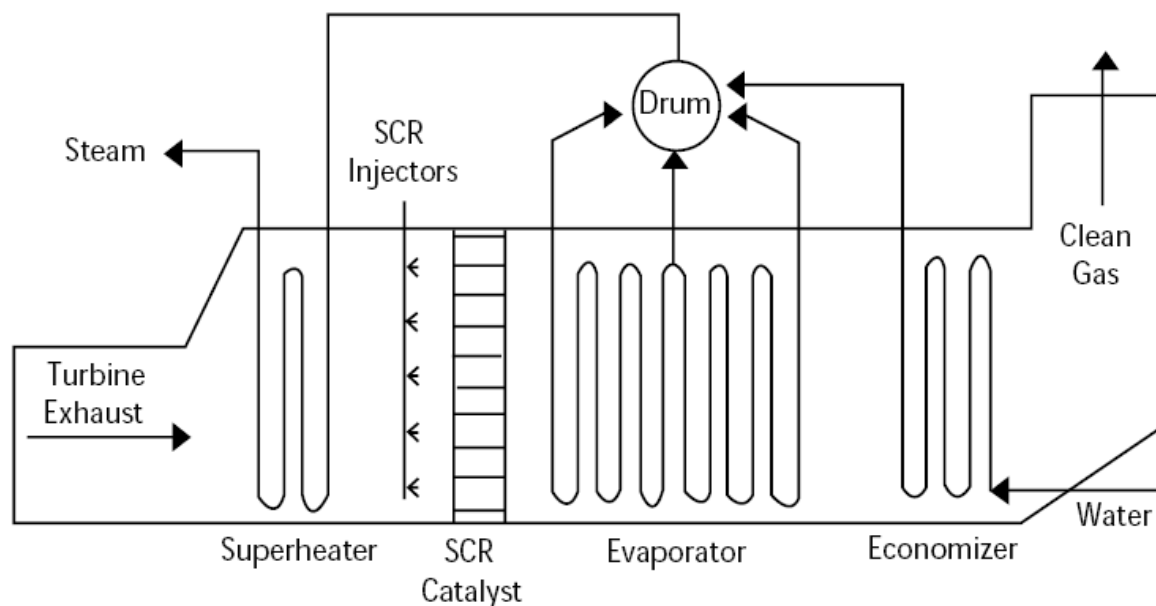 Drum
Steam
SCR
Injectors
Clean
Gas
Turbine
Exhaust
Water
Superheater
SCR
Catalyst
Evaporator
Economizer